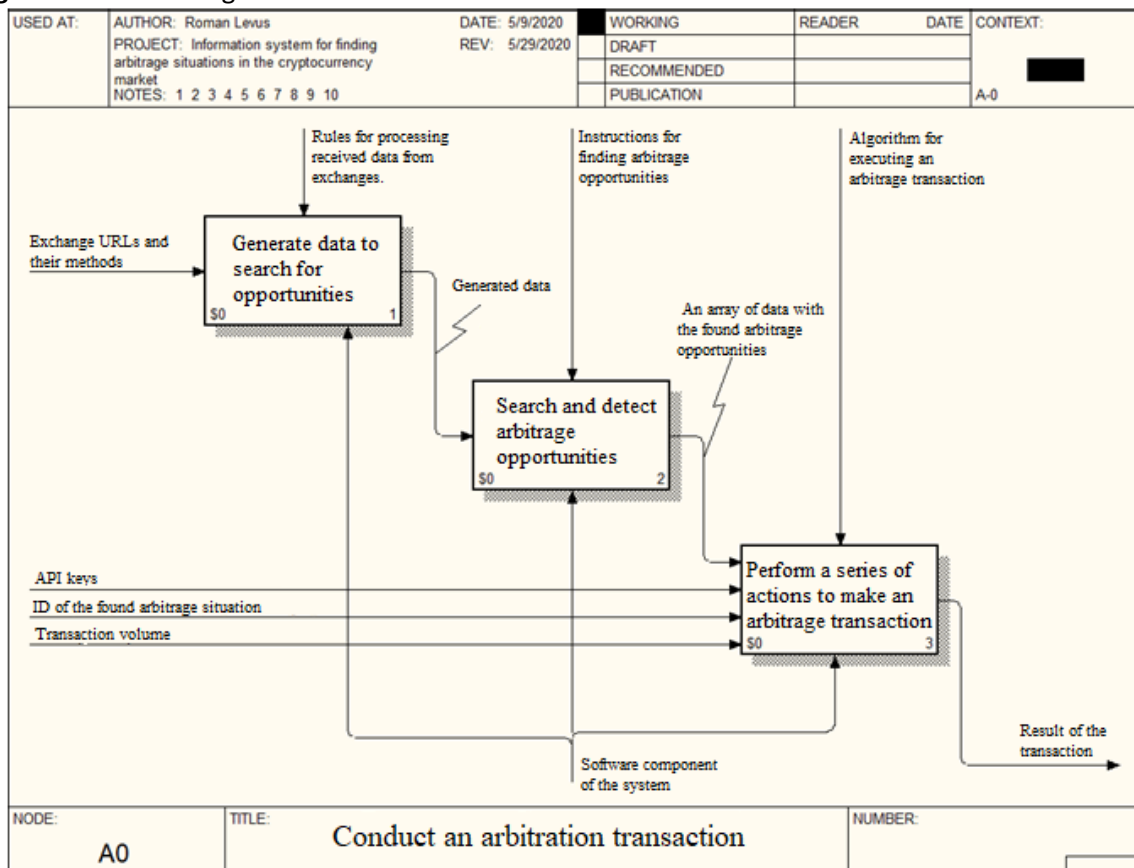 USED AT:
AUTHOR: Roman Levus
DATE: 5/9/2020
WORKING
READER
DATE
CONTEXT:
PROJECT: Information system for finding
REV: 5/29/2020
DRAFT
arbitrage situations in the cryptocurrency
RECOMMENDED
market
NOTES: 1 2 3 4 5 6 7 8 9 10
PUBLICATION
A-0
Rules for processing
received data from
exchanges.
Instructions for
finding arbitrage
opportunities
Algorithm for
executing an
arbitrage transaction
Exchange URLs and
their methods
Generate data to
search for
opportunities
$0
1
Generated data
An array of data with
the found arbitrage
opportunities
Search and detect
arbitrage
opportunities
$0
2
API keys
ID of the found arbitrage situation
Transaction volume
Perform a series of
actions to make an
arbitrage transaction
$0
3
Result of the
transaction
Software component
of the system
NODE:
A0
TITLE:
Conduct an arbitration transaction
NUMBER: